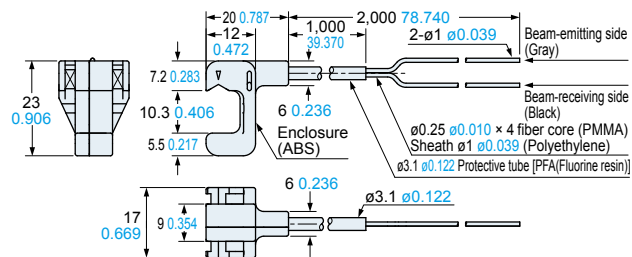 20 0.787
2,000 78.740
12
0.472
1,000
39.370
2-ø1 ø0.039
Beam-emitting side
(Gray)
7.2 0.283
23
0.906
10.3 0.406
6 0.236
Enclosure
(ABS)
Beam-receiving side
(Black)
5.5 0.217
ø0.25 ø0.010 × 4 fiber core (PMMA)
Sheath ø1 ø0.039 (Polyethylene)
ø3.1 ø0.122 Protective tube [PFA(Fluorine resin)]
17
0.669
9 0.354
6 0.236
ø3.1 ø0.122